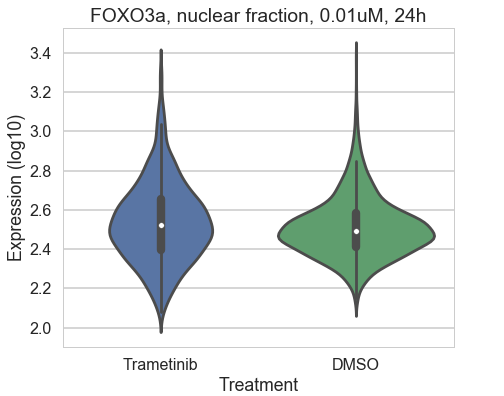 FOXO3a, nuclear fraction, 0.01uM, 24h
Expression (log10)
3.4
3.2
3.0
2.8
2.6
2.4
2.2
2.0
Trametinib
DMSO
Treatment